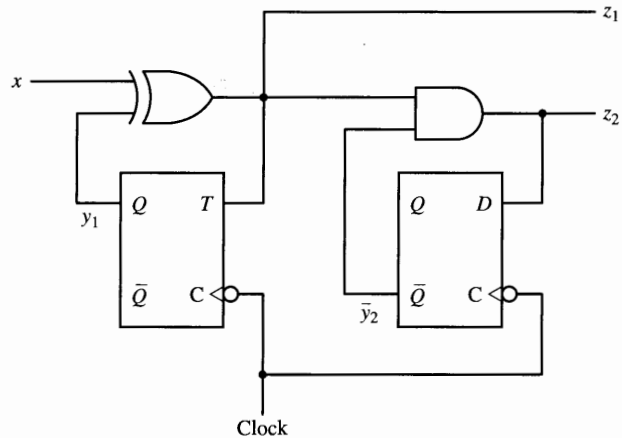 z₁
x
z₂
Q T
Q D
y₁
Q̄ C
Q̄ C
ȳ₂
Clock